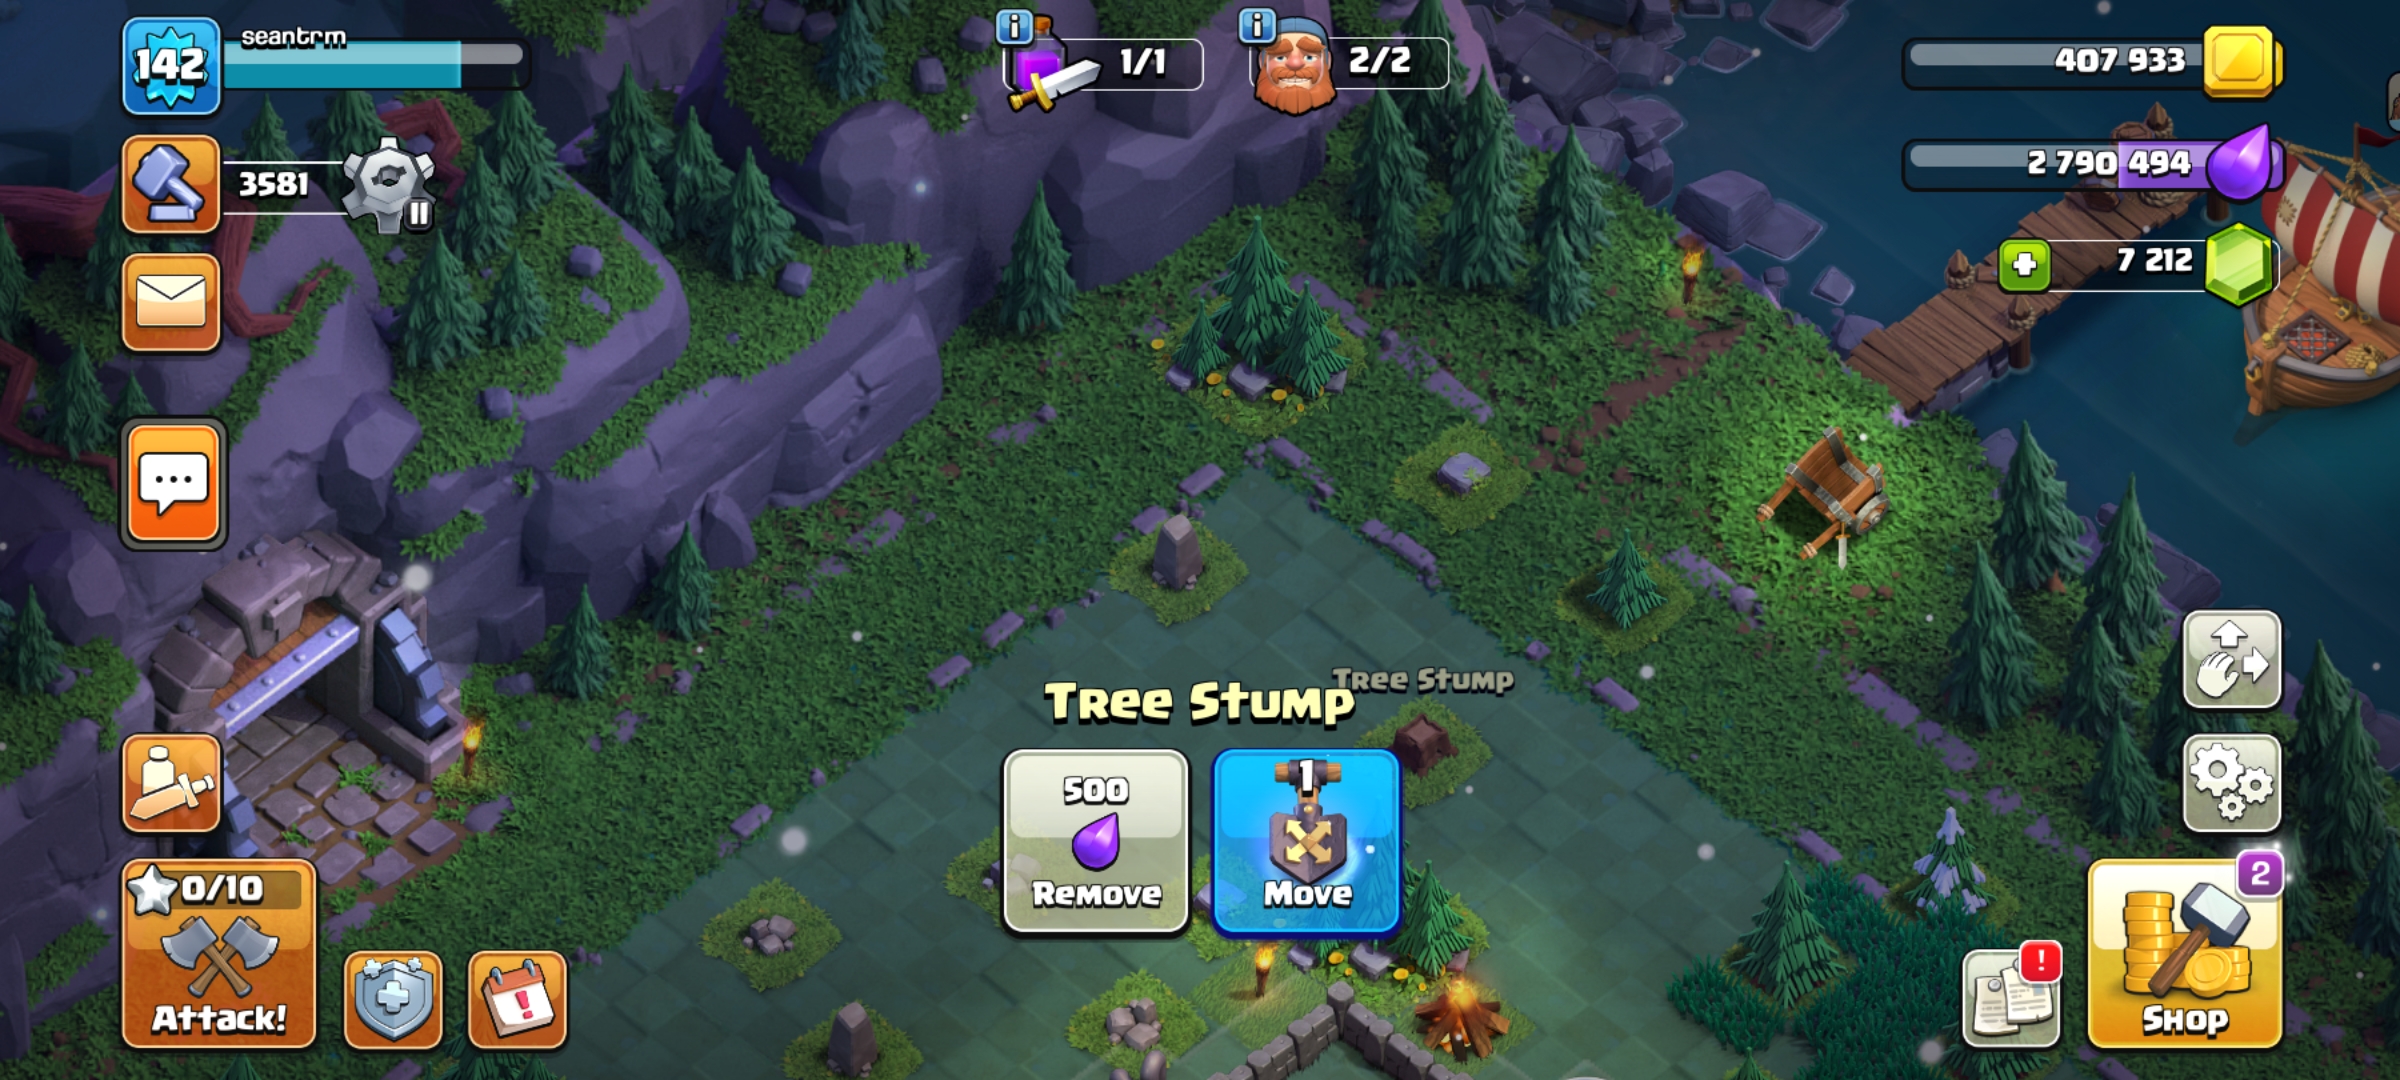 142
seantrm
1/1
2/2
407 933
3581
2 790 494
7 212
Tree Stump
Tree Stump
500
Remove
1
Move
0/10
Attack!
2
!
Shop